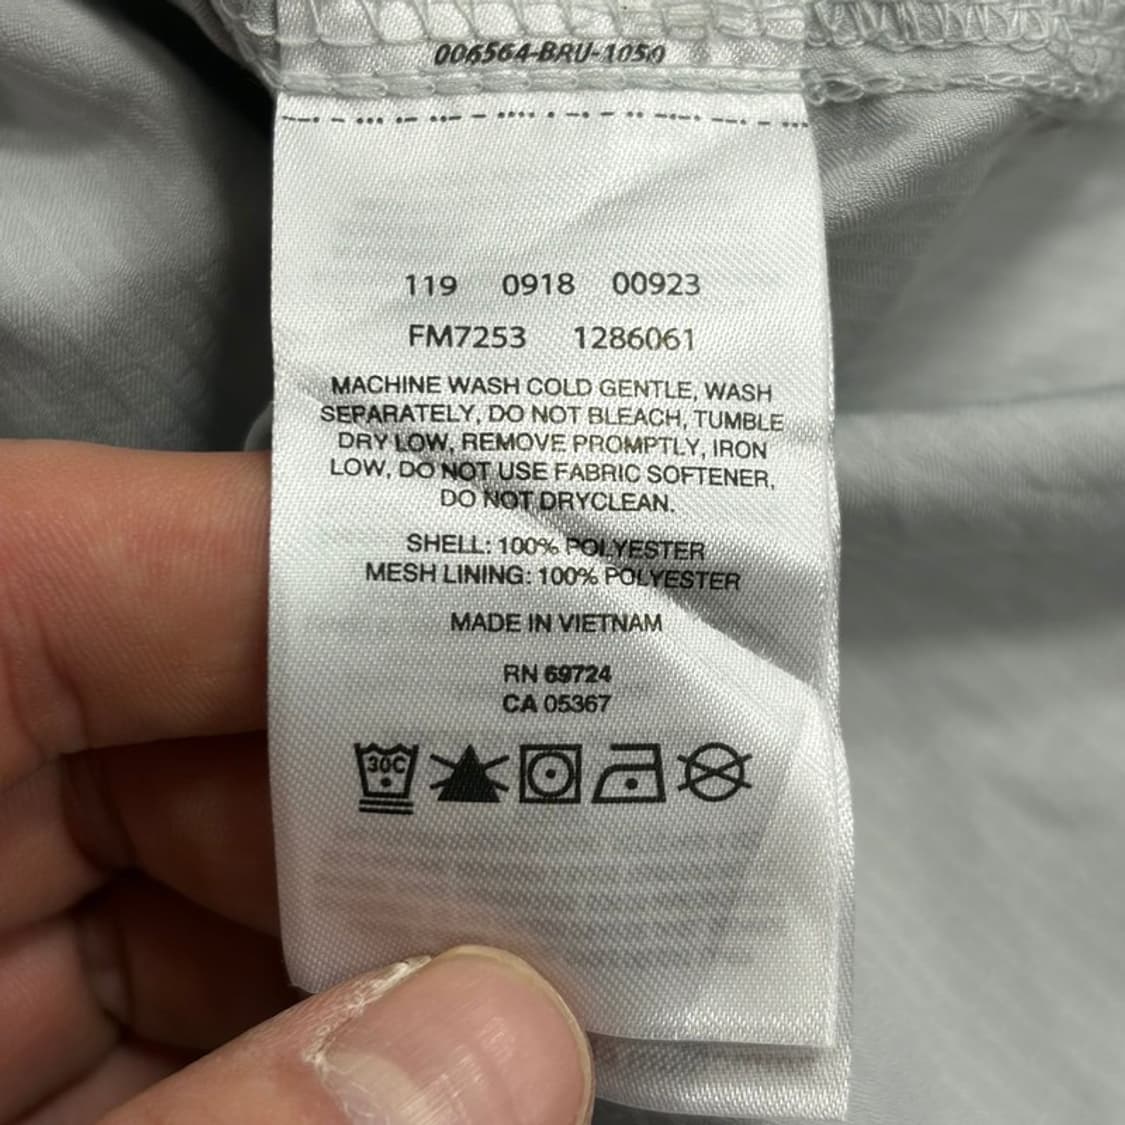 006564-BRU-1050
119 0918 00923
FM7253 1286061
MACHINE WASH COLD GENTLE, WASH
SEPARATELY, DO NOT BLEACH, TUMBLE
DRY LOW, REMOVE PROMPTLY, IRON
LOW, DO NOT USE FABRIC SOFTENER,
DO NOT DRYCLEAN.
SHELL: 100% POLYESTER
MESH LINING: 100% POLYESTER
MADE IN VIETNAM
RN 69724
CA 05367
30C